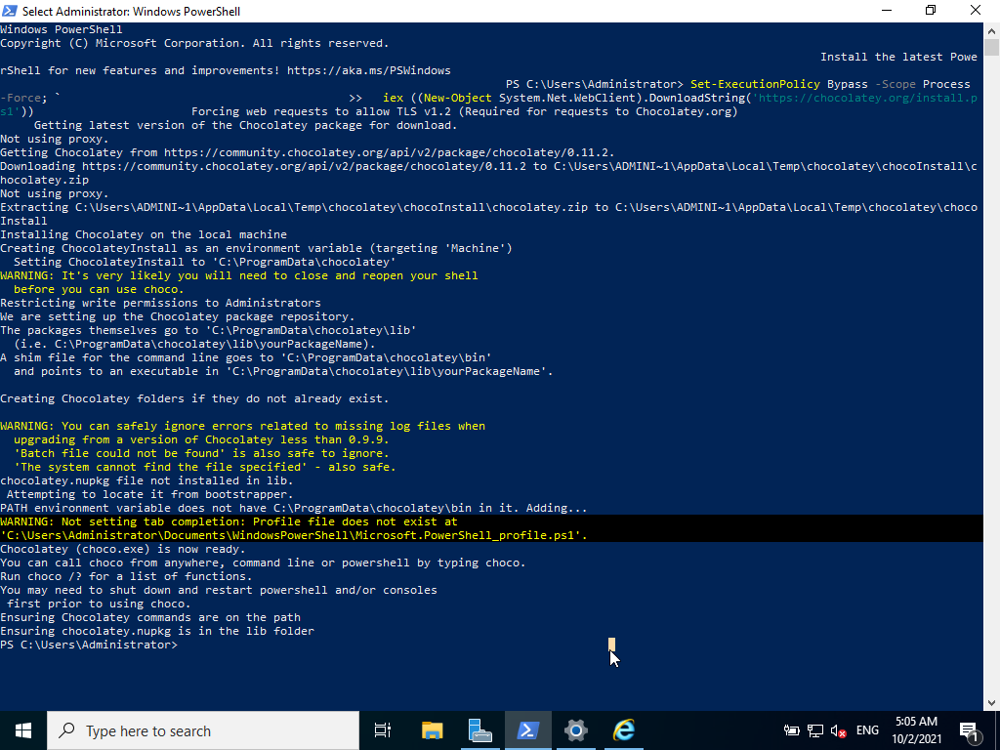 Select Administrator: Windows PowerShell
Windows PowerShell
Copyright (C) Microsoft Corporation. All rights reserved.
Install the latest Powe
rShell for new features and improvements! https://aka.ms/PSWindows
PS C:\Users\Administrator> Set-ExecutionPolicy Bypass -Scope Process
-Force; `                                          >>   iex ((New-Object System.Net.WebClient).DownloadString('https://chocolatey.org/install.p
s1'))                       Forcing web requests to allow TLS v1.2 (Required for requests to Chocolatey.org)
Getting latest version of the Chocolatey package for download.
Not using proxy.
Getting Chocolatey from https://community.chocolatey.org/api/v2/package/chocolatey/0.11.2.
Downloading https://community.chocolatey.org/api/v2/package/chocolatey/0.11.2 to C:\Users\ADMINI~1\AppData\Local\Temp\chocolatey\chocoInstall\c
hocolatey.zip
Not using proxy.
Extracting C:\Users\ADMINI~1\AppData\Local\Temp\chocolatey\chocoInstall\chocolatey.zip to C:\Users\ADMINI~1\AppData\Local\Temp\chocolatey\choco
Install
Installing Chocolatey on the local machine
Creating ChocolateyInstall as an environment variable (targeting 'Machine')
  Setting ChocolateyInstall to 'C:\ProgramData\chocolatey'
WARNING: It's very likely you will need to close and reopen your shell
  before you can use choco.
Restricting write permissions to Administrators
We are setting up the Chocolatey package repository.
The packages themselves go to 'C:\ProgramData\chocolatey\lib'
  (i.e. C:\ProgramData\chocolatey\lib\yourPackageName).
A shim file for the command line goes to 'C:\ProgramData\chocolatey\bin'
  and points to an executable in 'C:\ProgramData\chocolatey\lib\yourPackageName'.
Creating Chocolatey folders if they do not already exist.
WARNING: You can safely ignore errors related to missing log files when
  upgrading from a version of Chocolatey less than 0.9.9.
  'Batch file could not be found' is also safe to ignore.
  'The system cannot find the file specified' - also safe.
chocolatey.nupkg file not installed in lib.
 Attempting to locate it from bootstrapper.
PATH environment variable does not have C:\ProgramData\chocolatey\bin in it. Adding...
WARNING: Not setting tab completion: Profile file does not exist at
'C:\Users\Administrator\Documents\WindowsPowerShell\Microsoft.PowerShell_profile.ps1'.
Chocolatey (choco.exe) is now ready.
You can call choco from anywhere, command line or powershell by typing choco.
Run choco /? for a list of functions.
You may need to shut down and restart powershell and/or consoles
 first prior to using choco.
Ensuring Chocolatey commands are on the path
Ensuring chocolatey.nupkg is in the lib folder
PS C:\Users\Administrator>
Type here to search
ENG
5:05 AM
10/2/2021
1